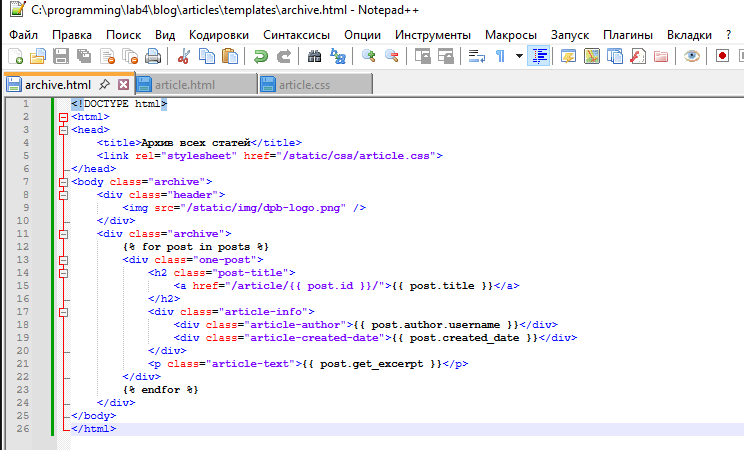 C:\programming\lab4\blog\articles\templates\archive.html - Notepad++
Файл Правка Поиск Вид Кодировки Синтаксисы Опции Инструменты Макросы Запуск Плагины Вкладки ?
archive.html article.html article.css
1 <!DOCTYPE html>
2 <html>
3 <head>
4 <title>Архив всех статей</title>
5 <link rel="stylesheet" href="/static/css/article.css">
6 </head>
7 <body class="archive">
8 <div class="header">
9 <img src="/static/img/dpb-logo.png" />
10 </div>
11 <div class="archive">
12 {% for post in posts %}
13 <div class="one-post">
14 <h2 class="post-title">
15 <a href="/article/{{ post.id }}/">{{ post.title }}</a>
16 </h2>
17 <div class="article-info">
18 <div class="article-author">{{ post.author.username }}</div>
19 <div class="article-created-date">{{ post.created_date }}</div>
20 </div>
21 <p class="article-text">{{ post.get_excerpt }}</p>
22 </div>
23 {% endfor %}
24 </div>
25 </body>
26 </html>